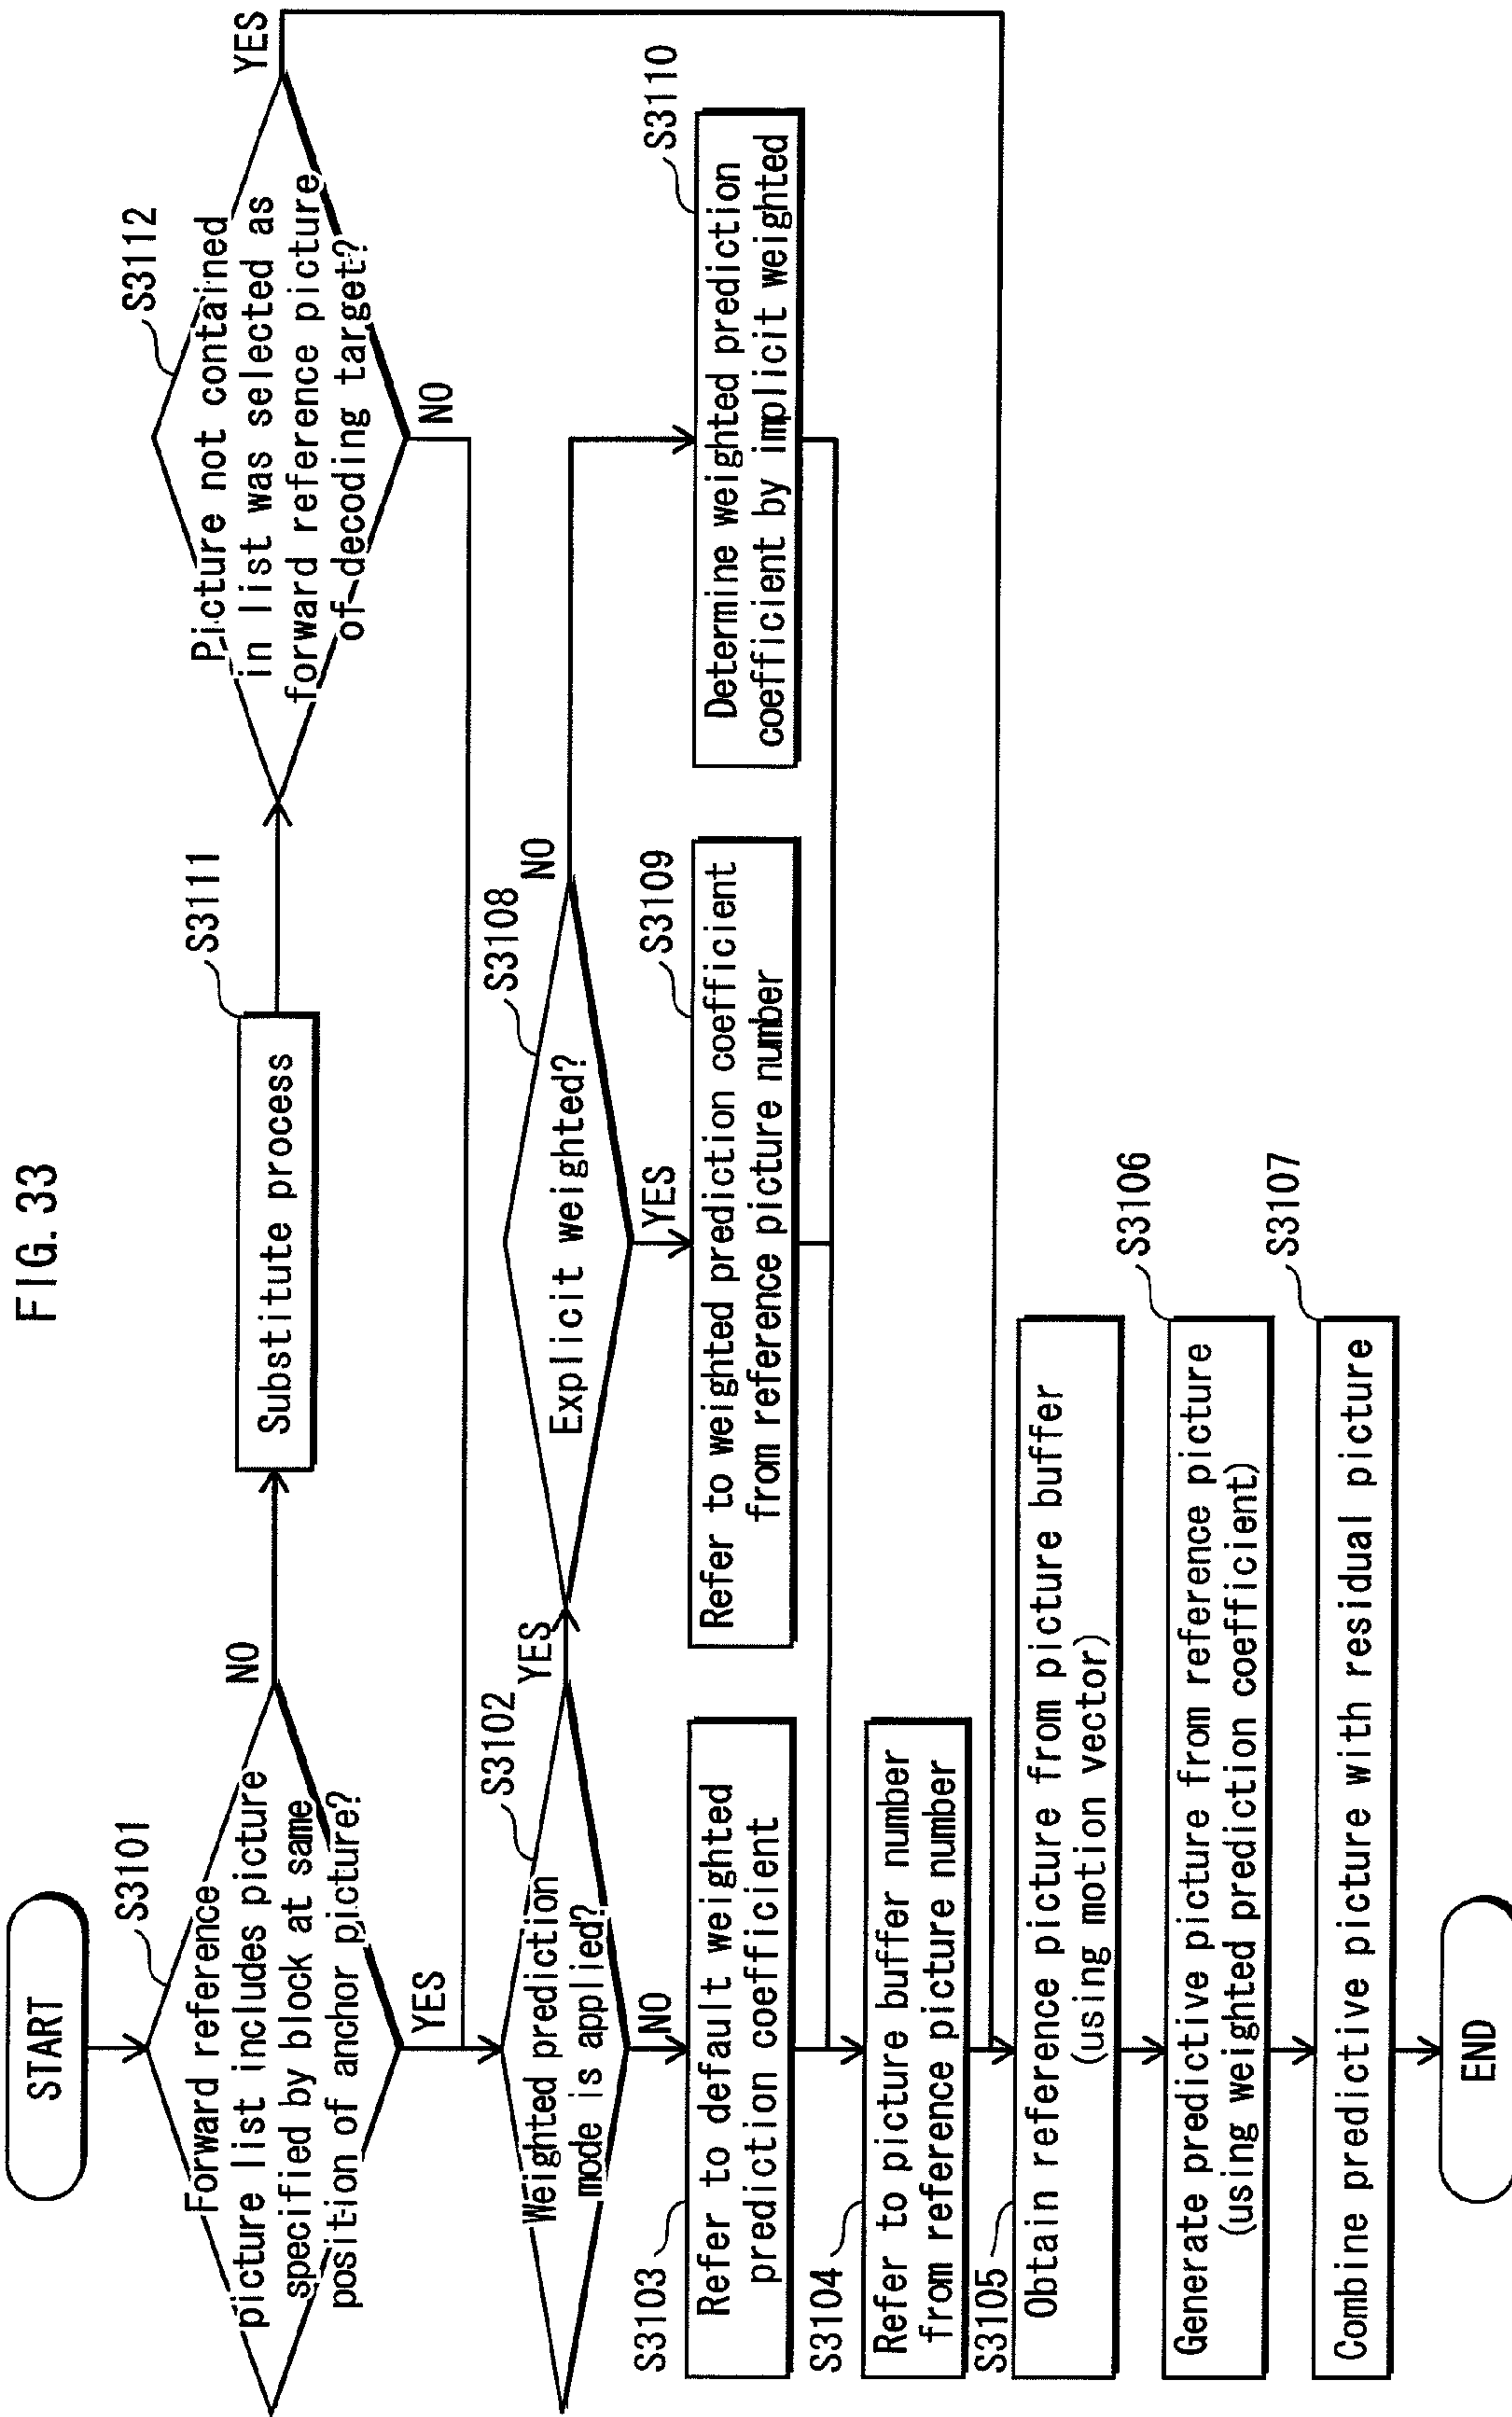 FIG. 33
START
S3101
Forward reference
picture list includes picture
specified by block at same
position of anchor picture?
NO
YES
S3111
Substitute process
S3112
Picture not contained
in list was selected as
forward reference picture
of decoding target?
YES
NO
S3102
Weighted prediction
mode is applied?
YES
NO
S3108
Explicit weighted?
NO
YES
S3103
Refer to default weighted
prediction coefficient
S3109
Refer to weighted prediction coefficient
from reference picture number
S3110
Determine weighted prediction
coefficient by implicit weighted
S3104
Refer to picture buffer number
from reference picture number
S3105
Obtain reference picture from picture buffer
(using motion vector)
S3106
Generate predictive picture from reference picture
(using weighted prediction coefficient)
S3107
Combine predictive picture with residual picture
END